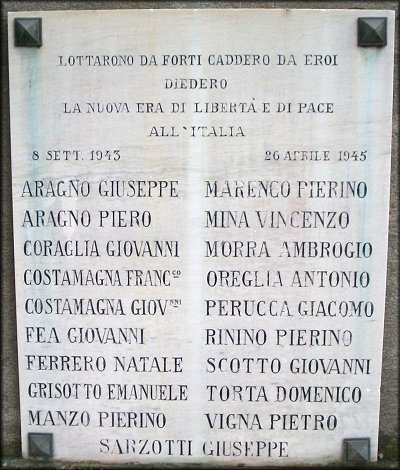 LOTTARONO DA FORTI CADDERO DA EROI
DIEDERO
LA NUOVA ERA DI LIBERTÀ E DI PACE
ALL'ITALIA
8 SETT. 1943 26 APRILE 1945
ARAGNO GIUSEPPE
ARAGNO PIERO
CORAGLIA GIOVANNI
COSTAMAGNA FRANCᶜᵒ
COSTAMAGNA GIOVⁿⁿⁱ
FEA GIOVANNI
FERRERO NATALE
GRISOTTO EMANUELE
MANZO PIERINO
MARENCO PIERINO
MINA VINCENZO
MORRA AMBROGIO
OREGLIA ANTONIO
PERUCCA GIACOMO
RININO PIERINO
SCOTTO GIOVANNI
TORTA DOMENICO
VIGNA PIETRO
SARZOTTI GIUSEPPE